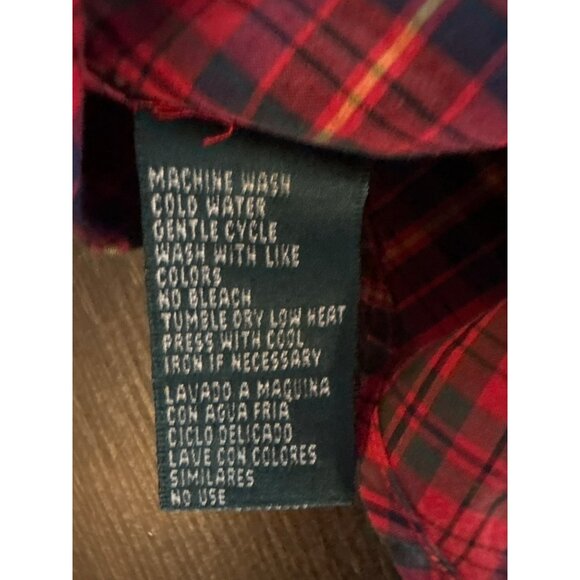 MACHINE WASH
COLD WATER
GENTLE CYCLE
WASH WITH LIKE
COLORS
NO BLEACH
TUMBLE DRY LOW HEAT
PRESS WITH COOL
IRON IF NECESSARY
LAVADO A MAQUINA
CON AGUA FRIA
CICLO DELICADO
LAVE CON COLORES
SIMILARES
NO USE